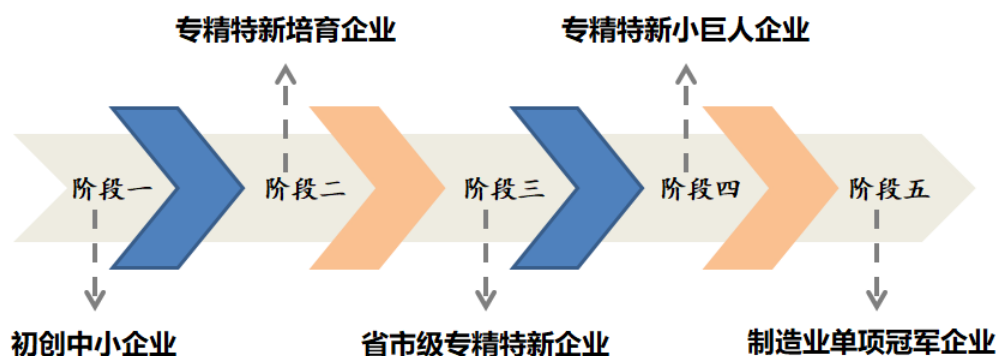 专精特新培育企业
专精特新小巨人企业
阶段一
阶段二
阶段三
阶段四
阶段五
初创中小企业
省市级专精特新企业
制造业单项冠军企业